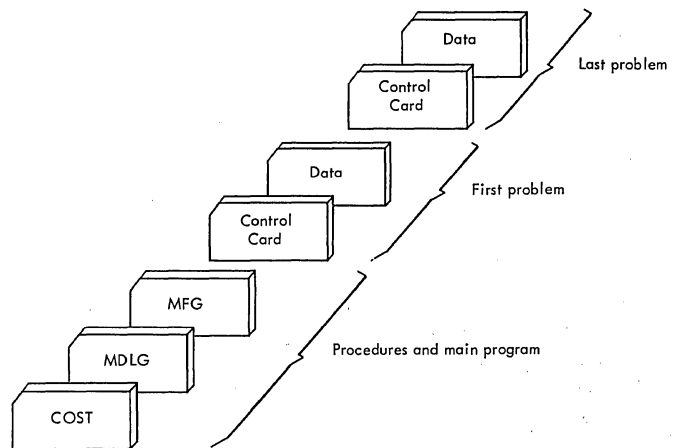 Data
Last problem
Control
Card
Data
First problem
Control
Card
MFG
Procedures and main program
MDLG
COST